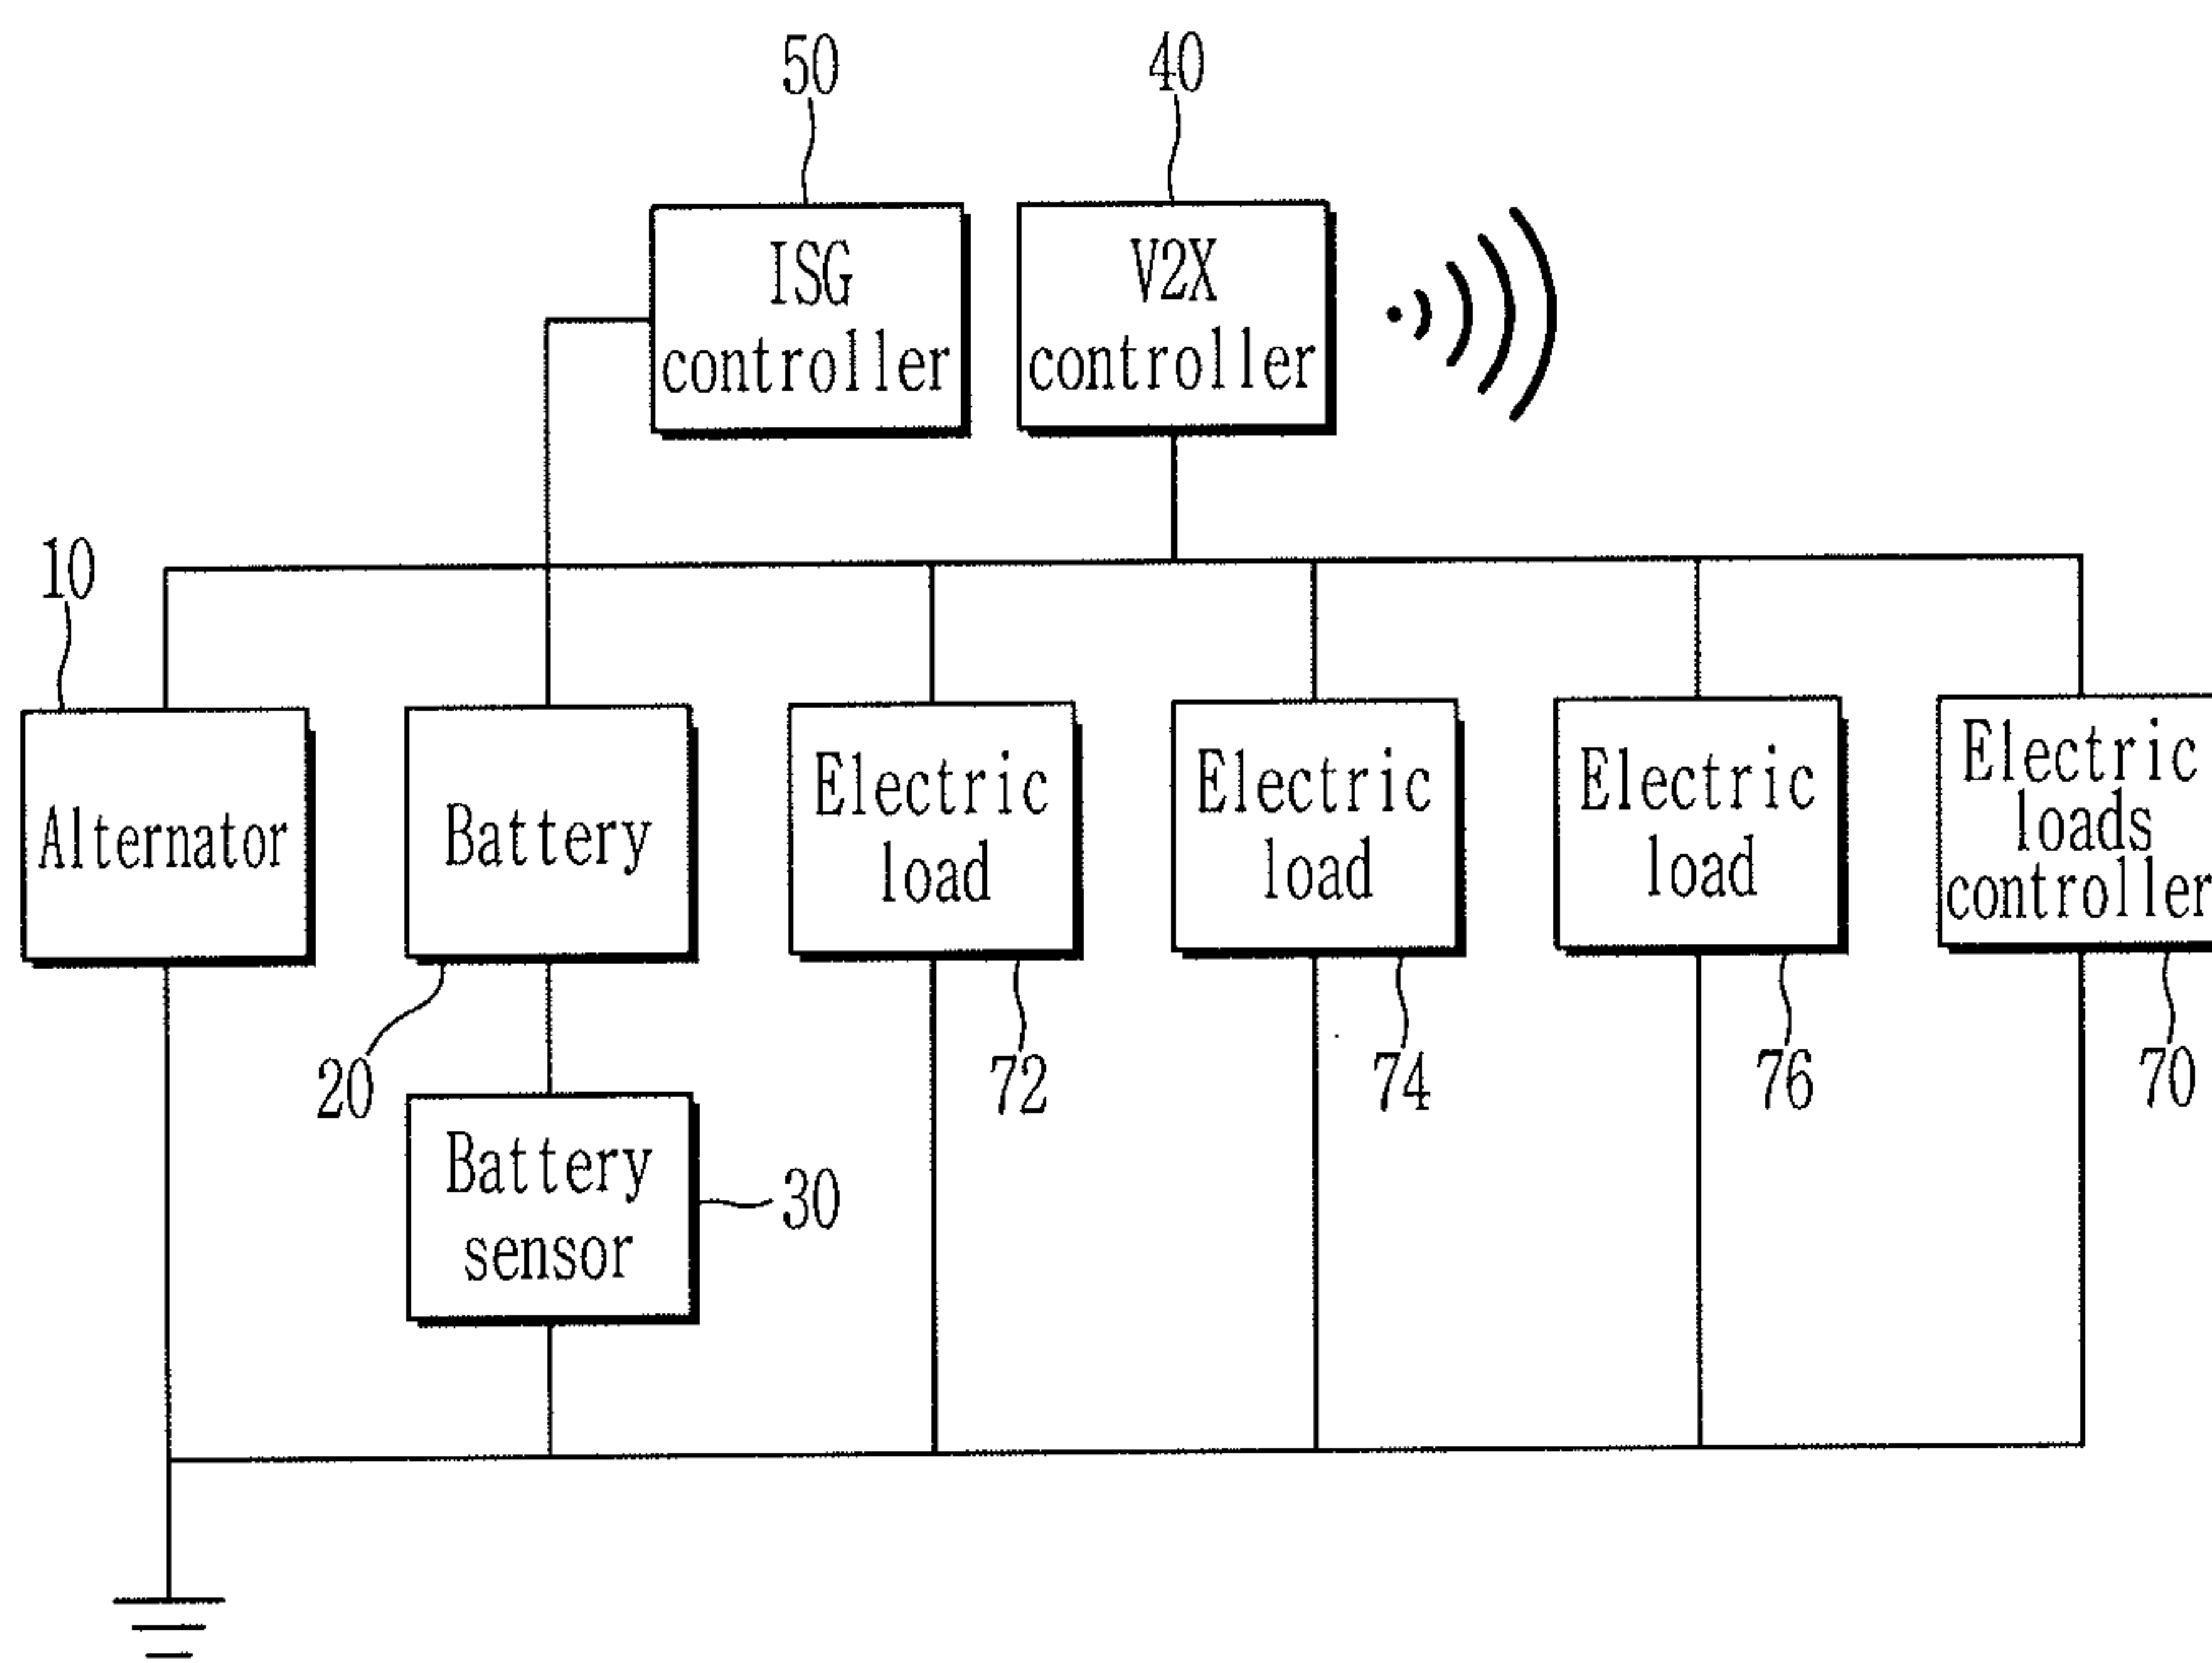 50
40
ISG
controller
V2X
controller
10
Alternator
Battery
Electric
load
Electric
load
Electric
load
Electric
loads
controller
20
72
74
76
70
Battery
sensor
30